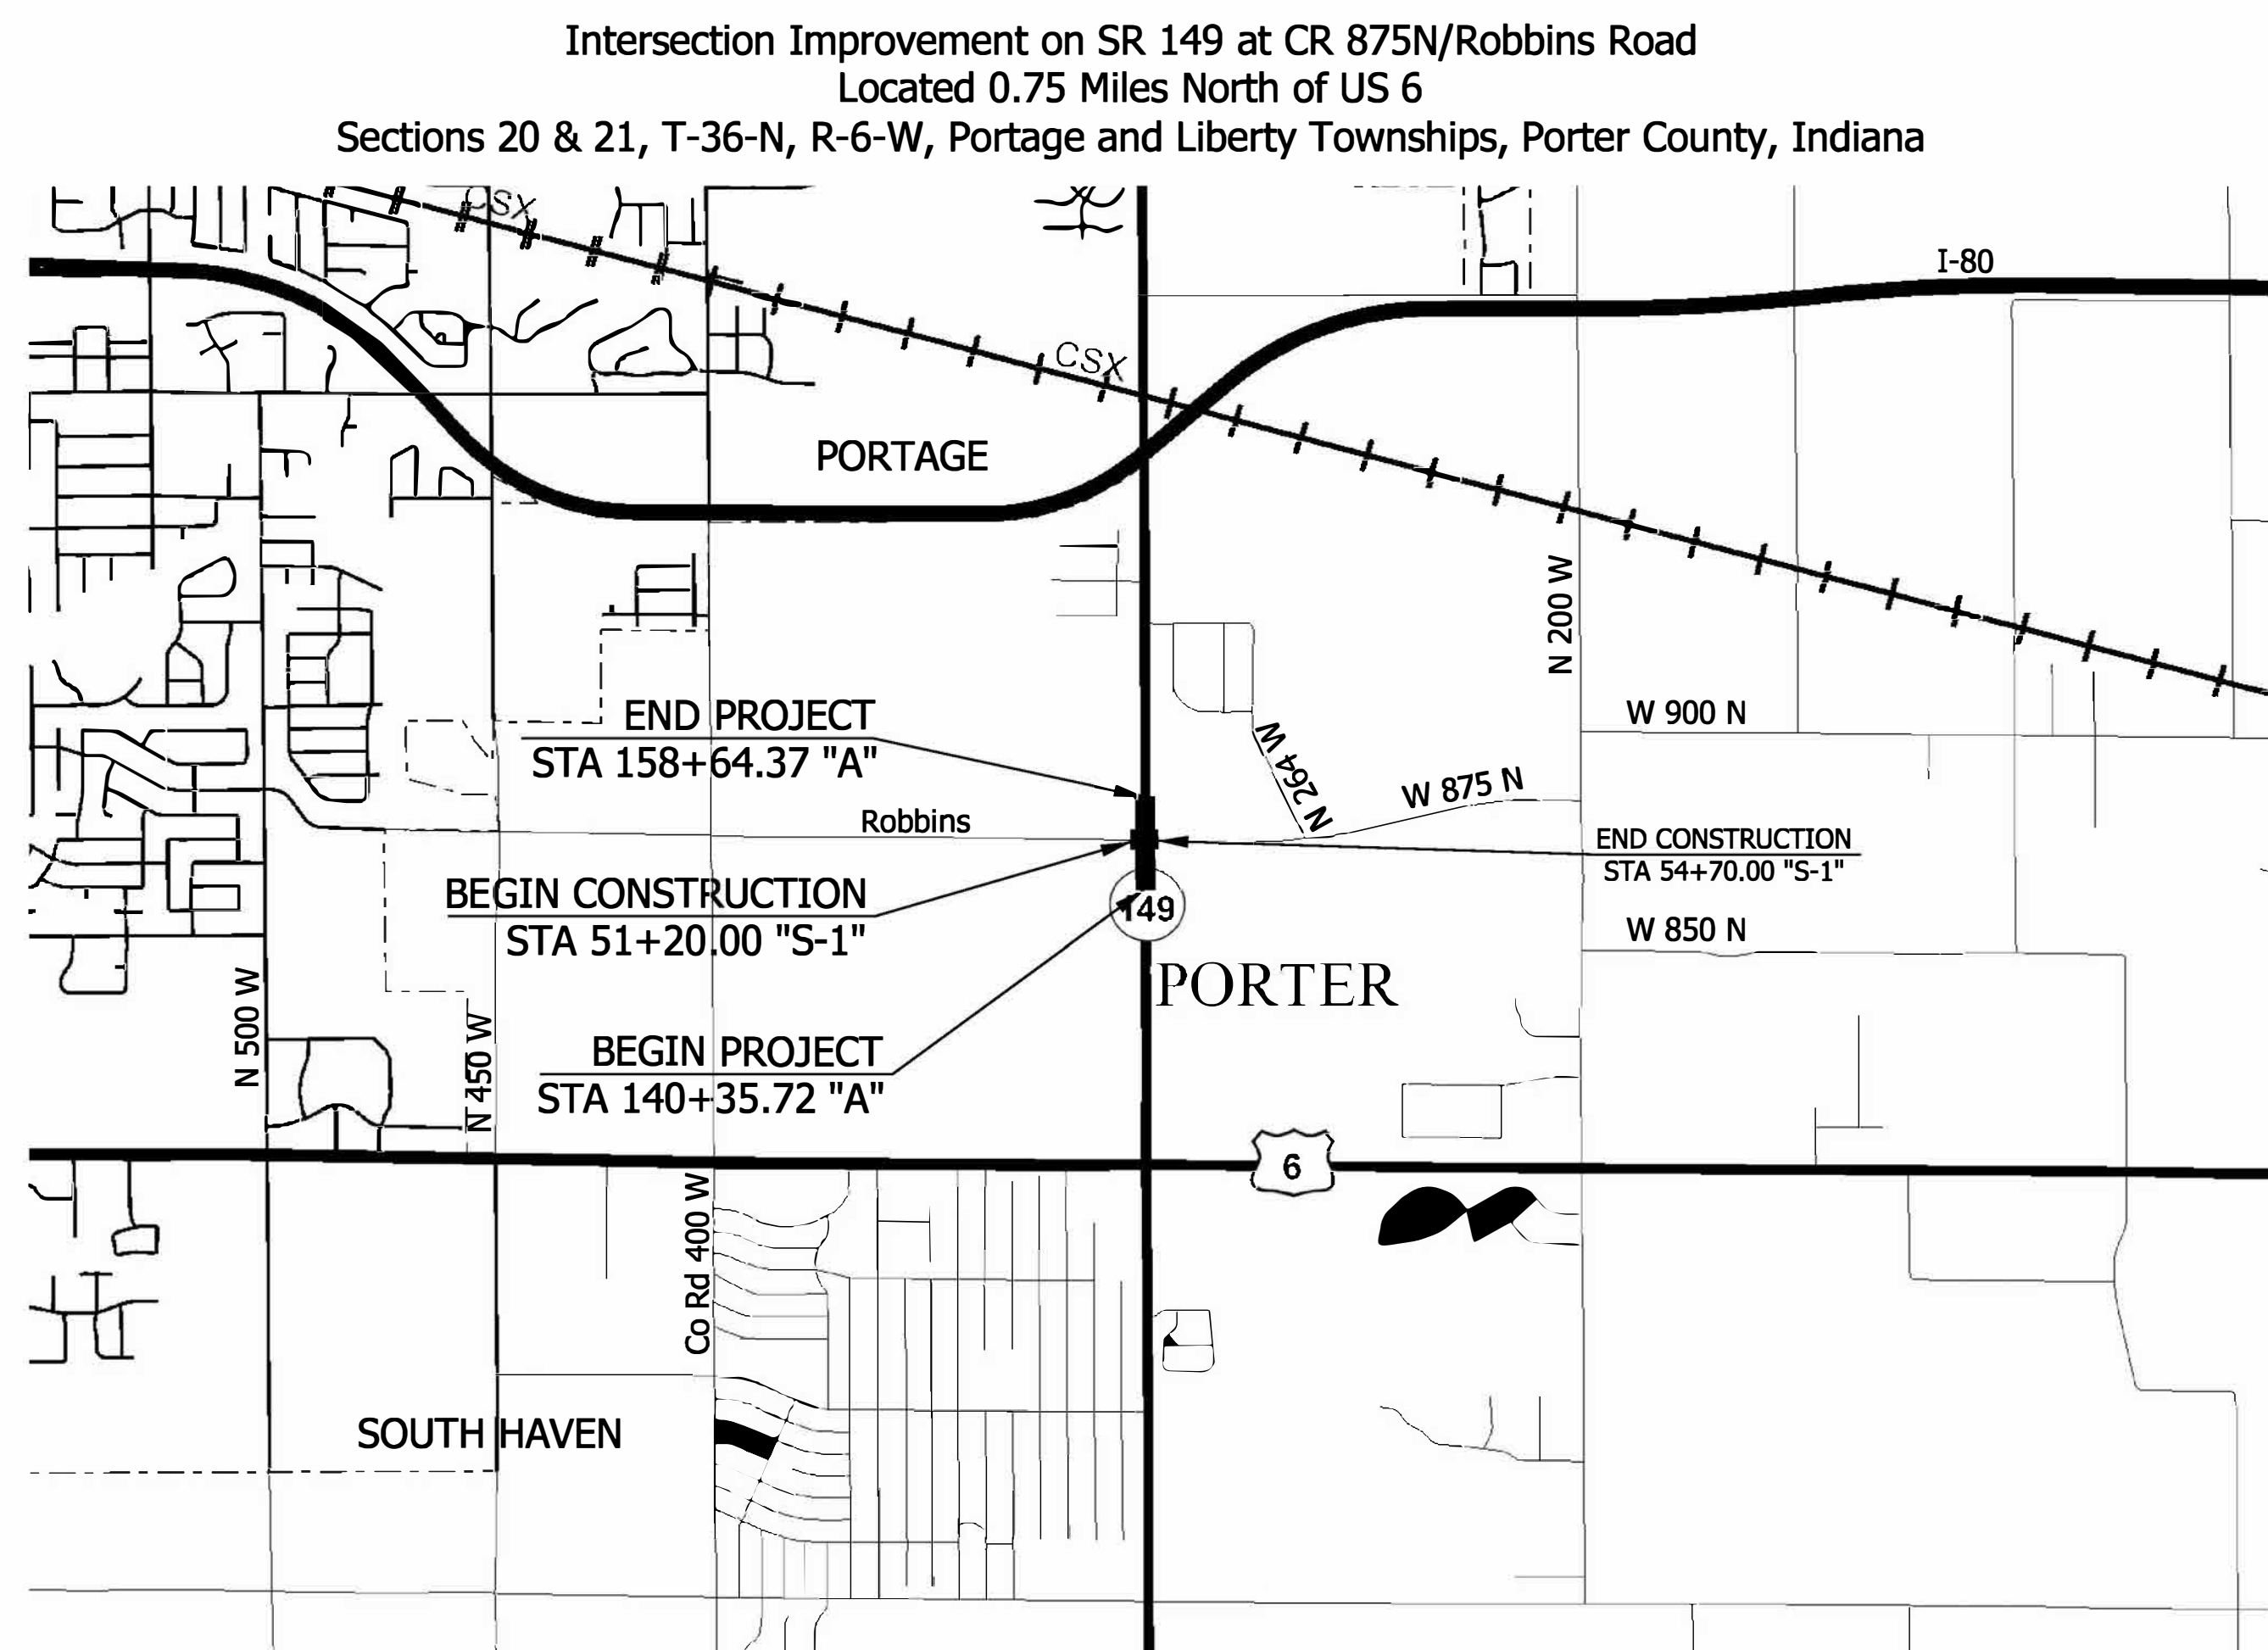 Intersection Improvement on SR 149 at CR 875N/Robbins Road
Located 0.75 Miles North of US 6
Sections 20 & 21, T-36-N, R-6-W, Portage and Liberty Townships, Porter County, Indiana
CSX
I-80
CSX
PORTAGE
N 200 W
W 900 N
END PROJECT
STA 158+64.37 "A"
N 264 W
W 875 N
Robbins
END CONSTRUCTION
STA 54+70.00 "S-1"
BEGIN CONSTRUCTION
STA 51+20.00 "S-1"
149
W 850 N
PORTER
N 500 W
N 450 W
BEGIN PROJECT
STA 140+35.72 "A"
6
Co Rd 400 W
SOUTH HAVEN